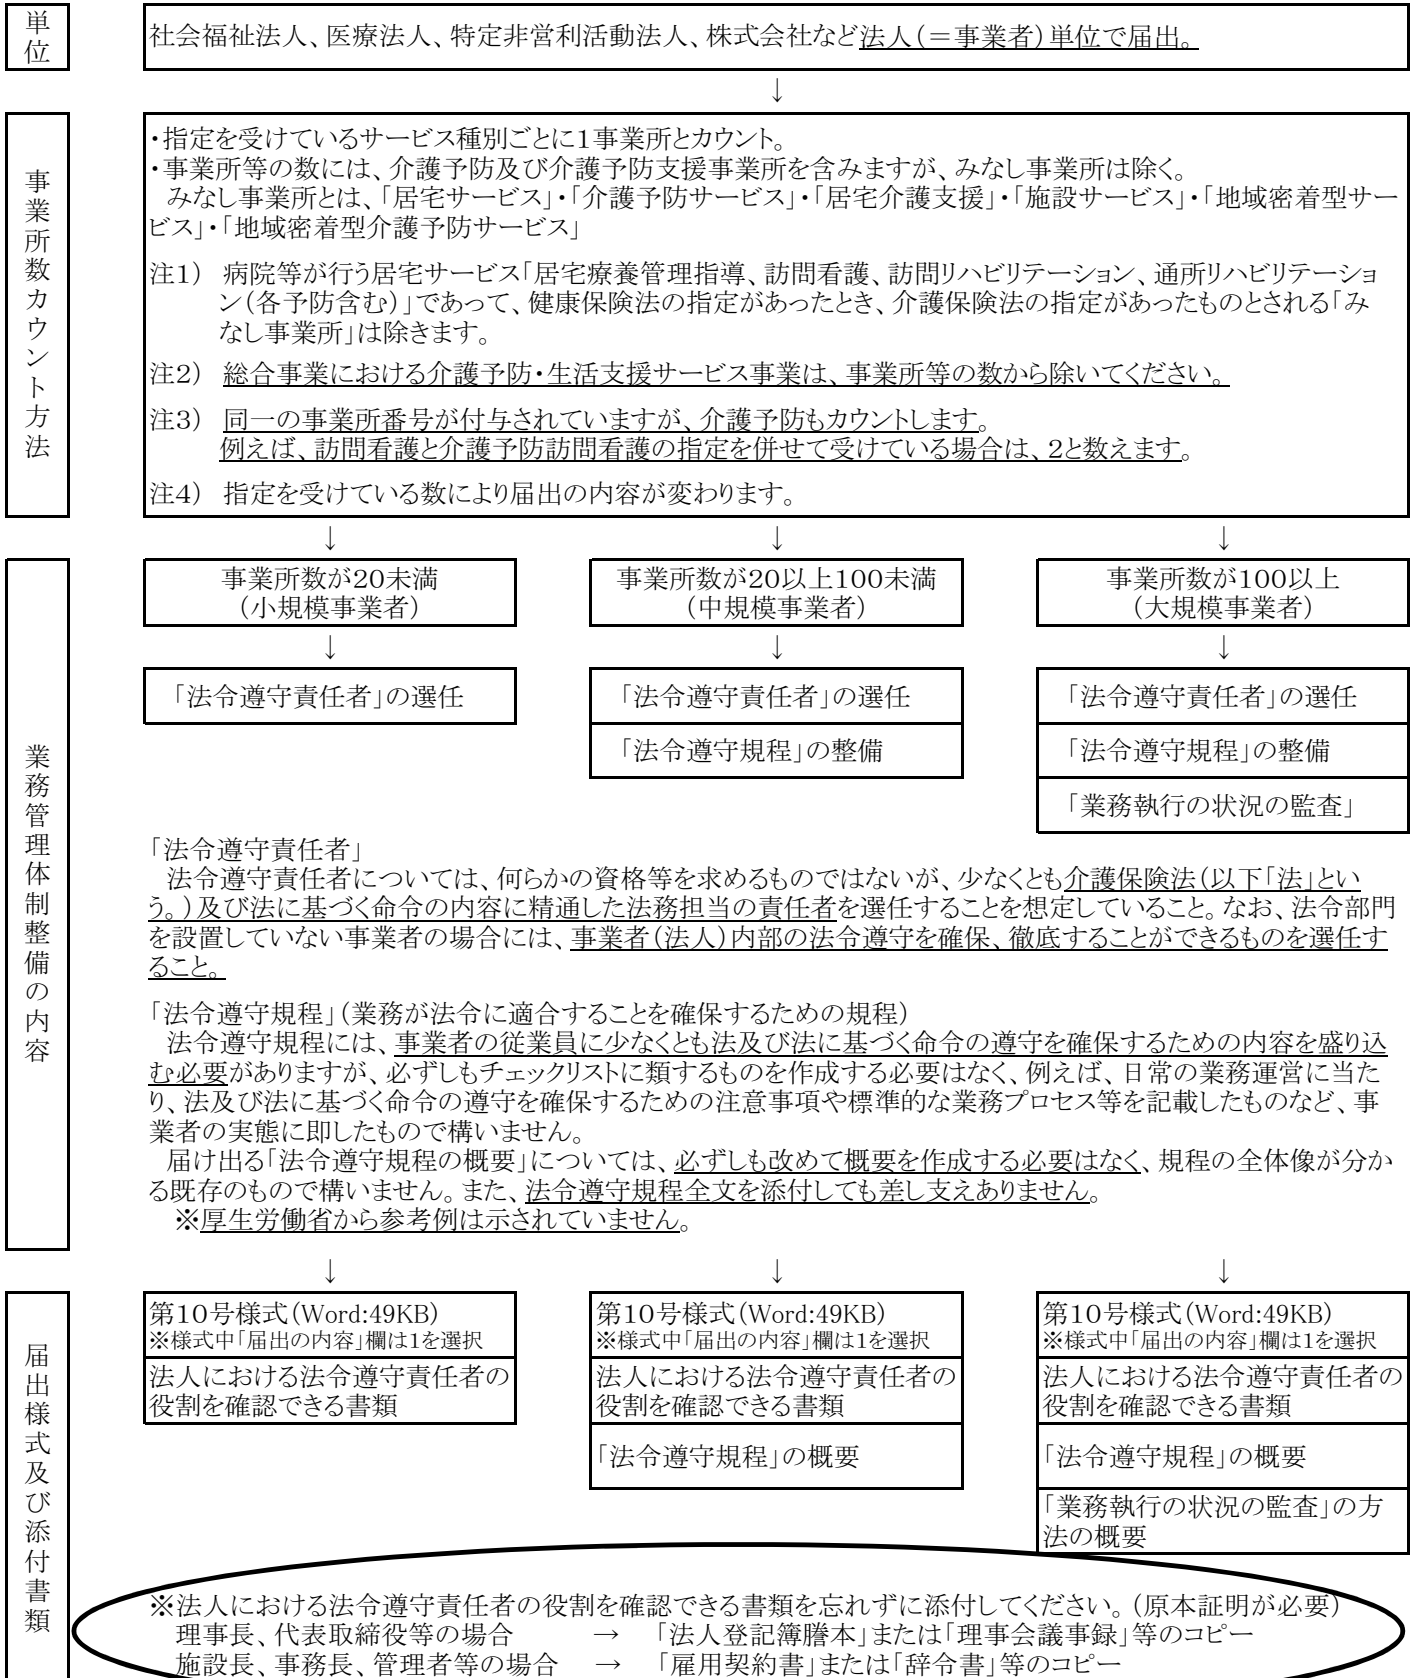 単位
社会福祉法人、医療法人、特定非営利活動法人、株式会社など法人(=事業者)単位で届出。
↓
事業所数カウント方法
・指定を受けているサービス種別ごとに1事業所とカウント。
・事業所等の数には、介護予防及び介護予防支援事業所を含みますが、みなし事業所は除く。
みなし事業所とは、「居宅サービス」・「介護予防サービス」・「居宅介護支援」・「施設サービス」・「地域密着型サー
ビス」・「地域密着型介護予防サービス」
注1) 病院等が行う居宅サービス「居宅療養管理指導、訪問看護、訪問リハビリテーション、通所リハビリテーショ
ン(各予防含む)」であって、健康保険法の指定があったとき、介護保険法の指定があったものとされる「み
なし事業所」は除きます。
注2) 総合事業における介護予防・生活支援サービス事業は、事業所等の数から除いてください。
注3) 同一の事業所番号が付与されていますが、介護予防もカウントします。
例えば、訪問看護と介護予防訪問看護の指定を併せて受けている場合は、2と数えます。
注4) 指定を受けている数により届出の内容が変わります。
↓ ↓ ↓
業務管理体制整備の内容
事業所数が20未満
(小規模事業者)
事業所数が20以上100未満
(中規模事業者)
事業所数が100以上
(大規模事業者)
↓ ↓ ↓
「法令遵守責任者」の選任
「法令遵守責任者」の選任
「法令遵守規程」の整備
「法令遵守責任者」の選任
「法令遵守規程」の整備
「業務執行の状況の監査」
「法令遵守責任者」
法令遵守責任者については、何らかの資格等を求めるものではないが、少なくとも介護保険法(以下「法」とい
う。)及び法に基づく命令の内容に精通した法務担当の責任者を選任することを想定していること。なお、法令部門
を設置していない事業者の場合には、事業者(法人)内部の法令遵守を確保、徹底することができるものを選任す
ること。
「法令遵守規程」(業務が法令に適合することを確保するための規程)
法令遵守規程には、事業者の従業員に少なくとも法及び法に基づく命令の遵守を確保するための内容を盛り込
む必要がありますが、必ずしもチェックリストに類するものを作成する必要はなく、例えば、日常の業務運営に当た
り、法及び法に基づく命令の遵守を確保するための注意事項や標準的な業務プロセス等を記載したものなど、事
業者の実態に即したもので構いません。
届け出る「法令遵守規程の概要」については、必ずしも改めて概要を作成する必要はなく、規程の全体像が分か
る既存のもので構いません。また、法令遵守規程全文を添付しても差し支えありません。
※厚生労働省から参考例は示されていません。
↓ ↓ ↓
届出様式及び添付書類
第10号様式(Word:49KB)
※様式中「届出の内容」欄は1を選択
法人における法令遵守責任者の
役割を確認できる書類
第10号様式(Word:49KB)
※様式中「届出の内容」欄は1を選択
法人における法令遵守責任者の
役割を確認できる書類
「法令遵守規程」の概要
第10号様式(Word:49KB)
※様式中「届出の内容」欄は1を選択
法人における法令遵守責任者の
役割を確認できる書類
「法令遵守規程」の概要
「業務執行の状況の監査」の方
法の概要
※法人における法令遵守責任者の役割を確認できる書類を忘れずに添付してください。(原本証明が必要)
理事長、代表取締役等の場合 → 「法人登記簿謄本」または「理事会議事録」等のコピー
施設長、事務長、管理者等の場合 → 「雇用契約書」または「辞令書」等のコピー